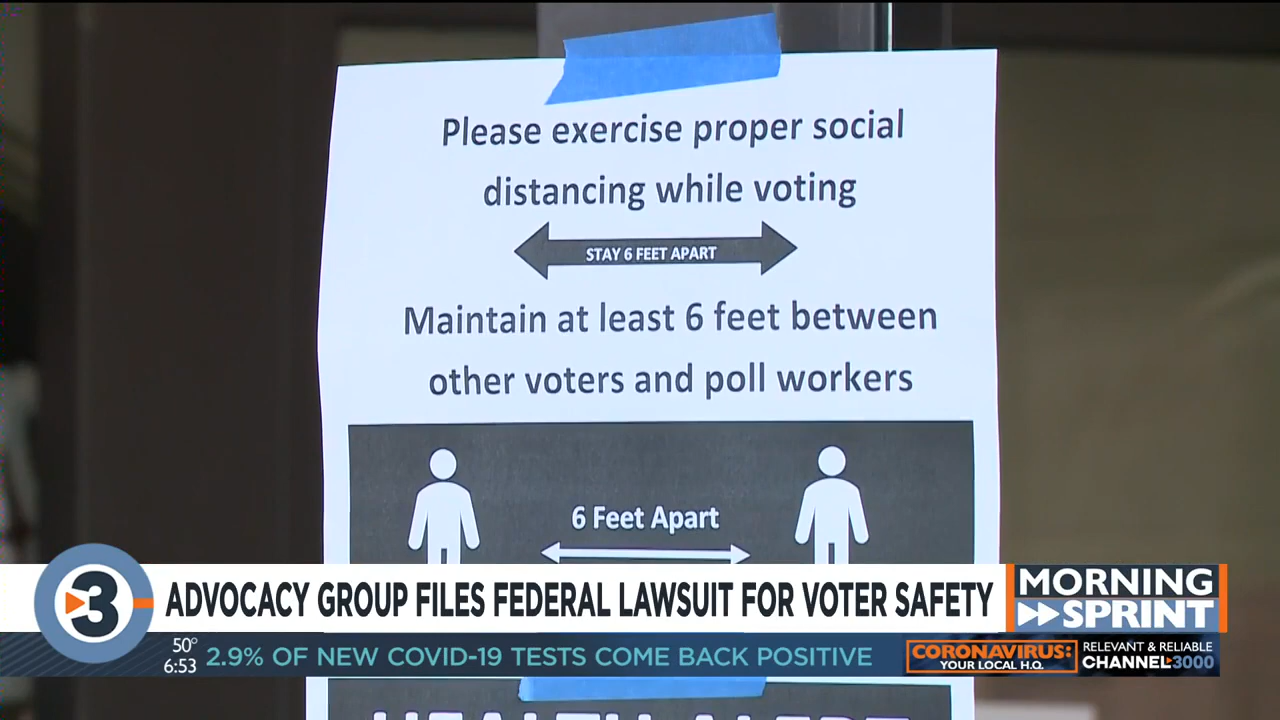 Please exercise proper social
distancing while voting
STAY 6 FEET APART
Maintain at least 6 feet between
other voters and poll workers
6 Feet Apart
3
ADVOCACY GROUP FILES FEDERAL LAWSUIT FOR VOTER SAFETY
MORNING
SPRINT
50°
6:53
2.9% OF NEW COVID-19 TESTS COME BACK POSITIVE
CORONAVIRUS:
YOUR LOCAL H.Q.
RELEVANT & RELIABLE
CHANNEL3000
HEALTH ALERT